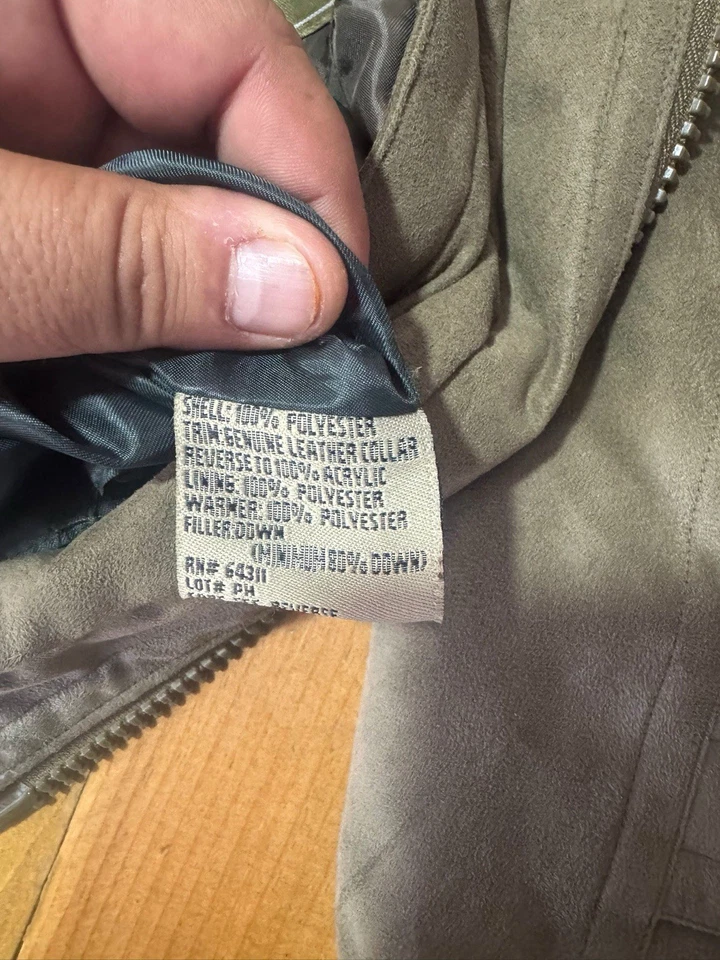 SHELL: 100% POLYESTER
TRIM:GENUINE LEATHER COLLAR
REVERSE TO 100% ACRYLIC
LINING: 100% POLYESTER
WARMER: 100% POLYESTER
FILLER:DOWN
(MINIMUM 80% DOWN)
RN# 64311
LOT# PH
REVERSE